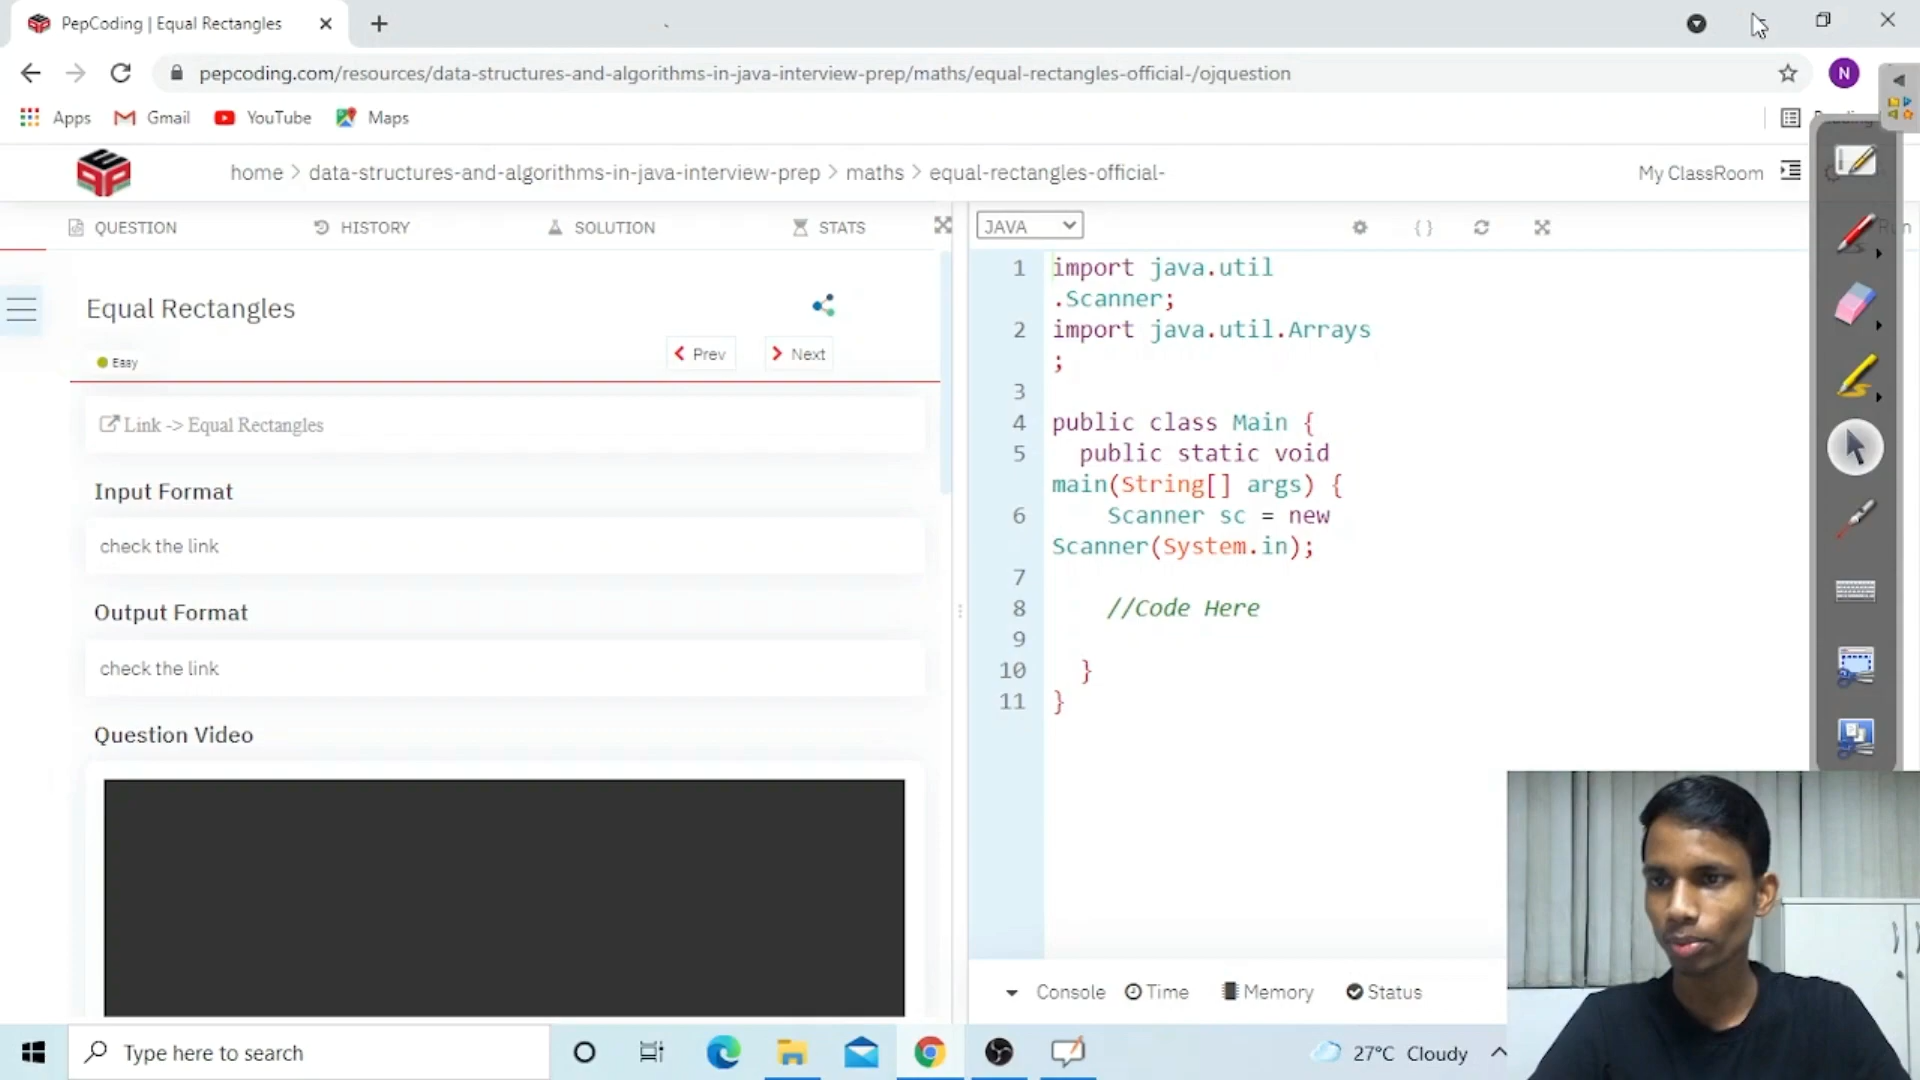 PepCoding | Equal Rectangles
pepcoding.com/resources/data-structures-and-algorithms-in-java-interview-prep/maths/equal-rectangles-official-/ojquestion
N
Apps
Gmail
YouTube
Maps
home > data-structures-and-algorithms-in-java-interview-prep > maths > equal-rectangles-official-
My ClassRoom
QUESTION
HISTORY
SOLUTION
STATS
JAVA
Equal Rectangles
Easy
Prev
Next
Link -> Equal Rectangles
Input Format
check the link
Output Format
check the link
Question Video
1 import java.util
.Scanner;
2 import java.util.Arrays
;
3
4 public class Main {
5 public static void
main(String[] args) {
6 Scanner sc = new
Scanner(System.in);
7
8 //Code Here
9
10 }
11 }
Console
Time
Memory
Status
Type here to search
27°C Cloudy